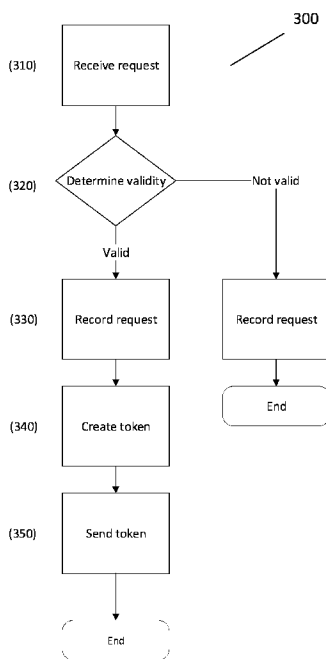 300
(310)
Receive request
(320)
Determine validity
Not valid
Valid
(330)
Record request
Record request
(340)
Create token
End
(350)
Send token
End